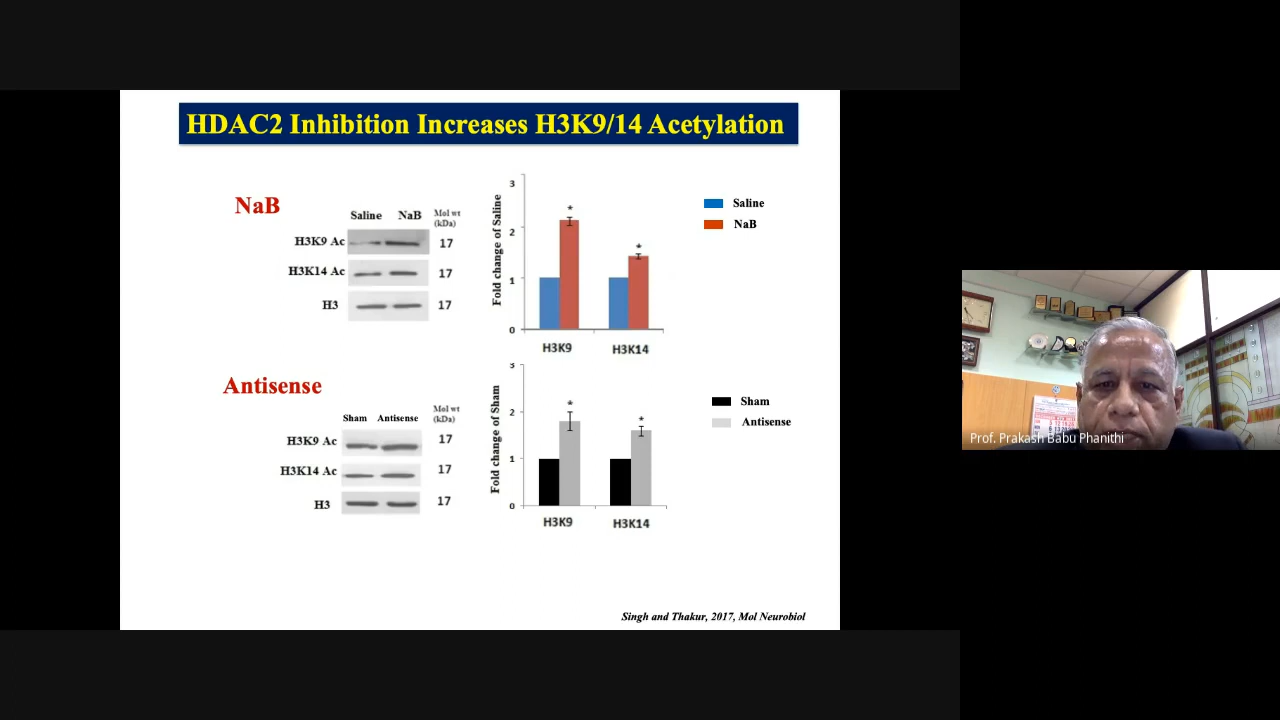 HDAC2 Inhibition Increases H3K9/14 Acetylation
NaB
Saline NaB Mol wt (kDa)
H3K9 Ac 17
H3K14 Ac 17
H3 17
Fold change of Saline
3
2
1
0
*
*
H3K9 H3K14
Saline
NaB
Antisense
Sham Antisense Mol wt (kDa)
H3K9 Ac 17
H3K14 Ac 17
H3 17
Fold change of Sham
3
2
1
0
*
*
H3K9 H3K14
Sham
Antisense
Singh and Thakur, 2017, Mol Neurobiol
Prof. Prakash Babu Phanithi